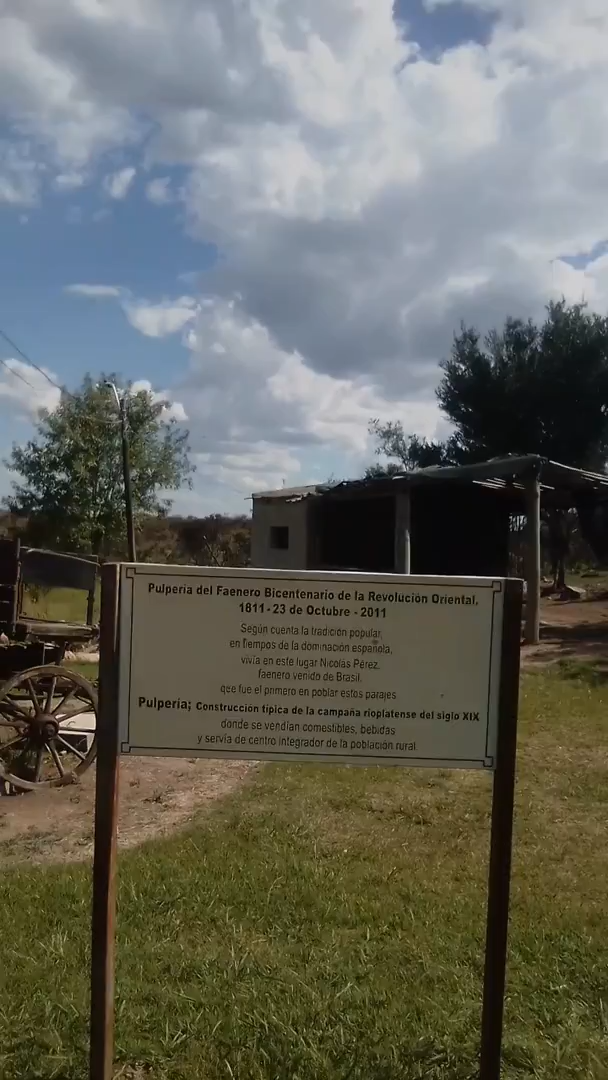 Pulpería del Faenero Bicentenario de la Revolución Oriental.
1811 - 23 de Octubre - 2011
Según cuenta la tradición popular,
en tiempos de la dominación española,
vivía en este lugar Nicolás Pérez,
faenero venido de Brasil,
que fue el primero en poblar estos parajes
Pulpería; Construcción típica de la campaña rioplatense del siglo XIX
donde se vendían comestibles, bebidas
y servía de centro integrador de la población rural.